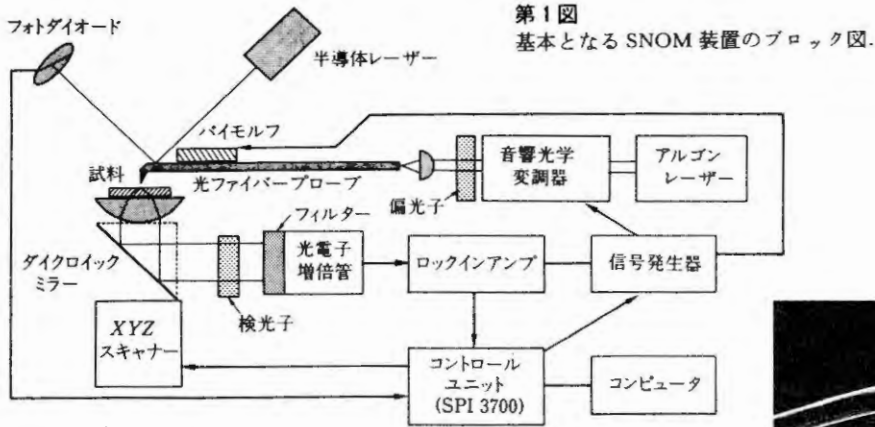 第1図
基本となる SNOM 装置のブロック図.
フォトダイオード
半導体レーザー
バイモルフ
試料
光ファイバープローブ
偏光子
音響光学
変調器
アルゴン
レーザー
ダイクロイック
ミラー
フィルター
検光子
光電子
増倍管
ロックインアンプ
信号発生器
XYZ
スキャナー
コントロール
ユニット
(SPI 3700)
コンピュータ